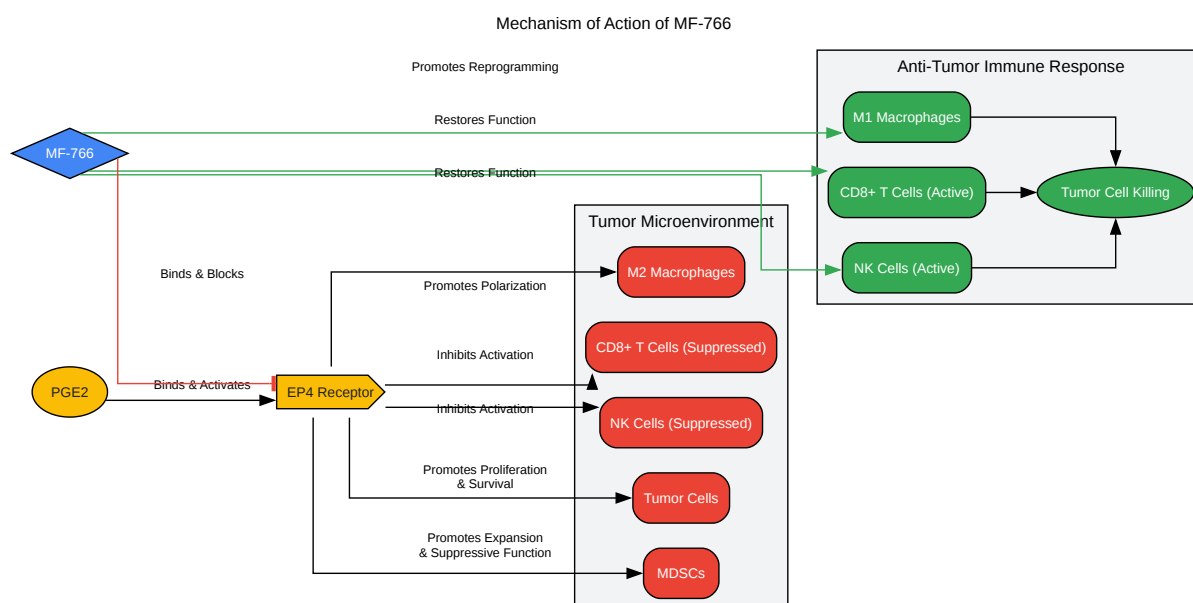 Mechanism of Action of MF-766
Promotes Reprogramming
Anti-Tumor Immune Response
M1 Macrophages
Restores Function
MF-766
Restores Function
CD8+ T Cells (Active)
Tumor Cell Killing
Tumor Microenvironment
NK Cells (Active)
Binds & Blocks
M2 Macrophages
Promotes Polarization
CD8+ T Cells (Suppressed)
Inhibits Activation
PGE2
Binds & Activates
EP4 Receptor
Inhibits Activation
NK Cells (Suppressed)
Promotes Proliferation
& Survival
Tumor Cells
Promotes Expansion
& Suppressive Function
MDSCs